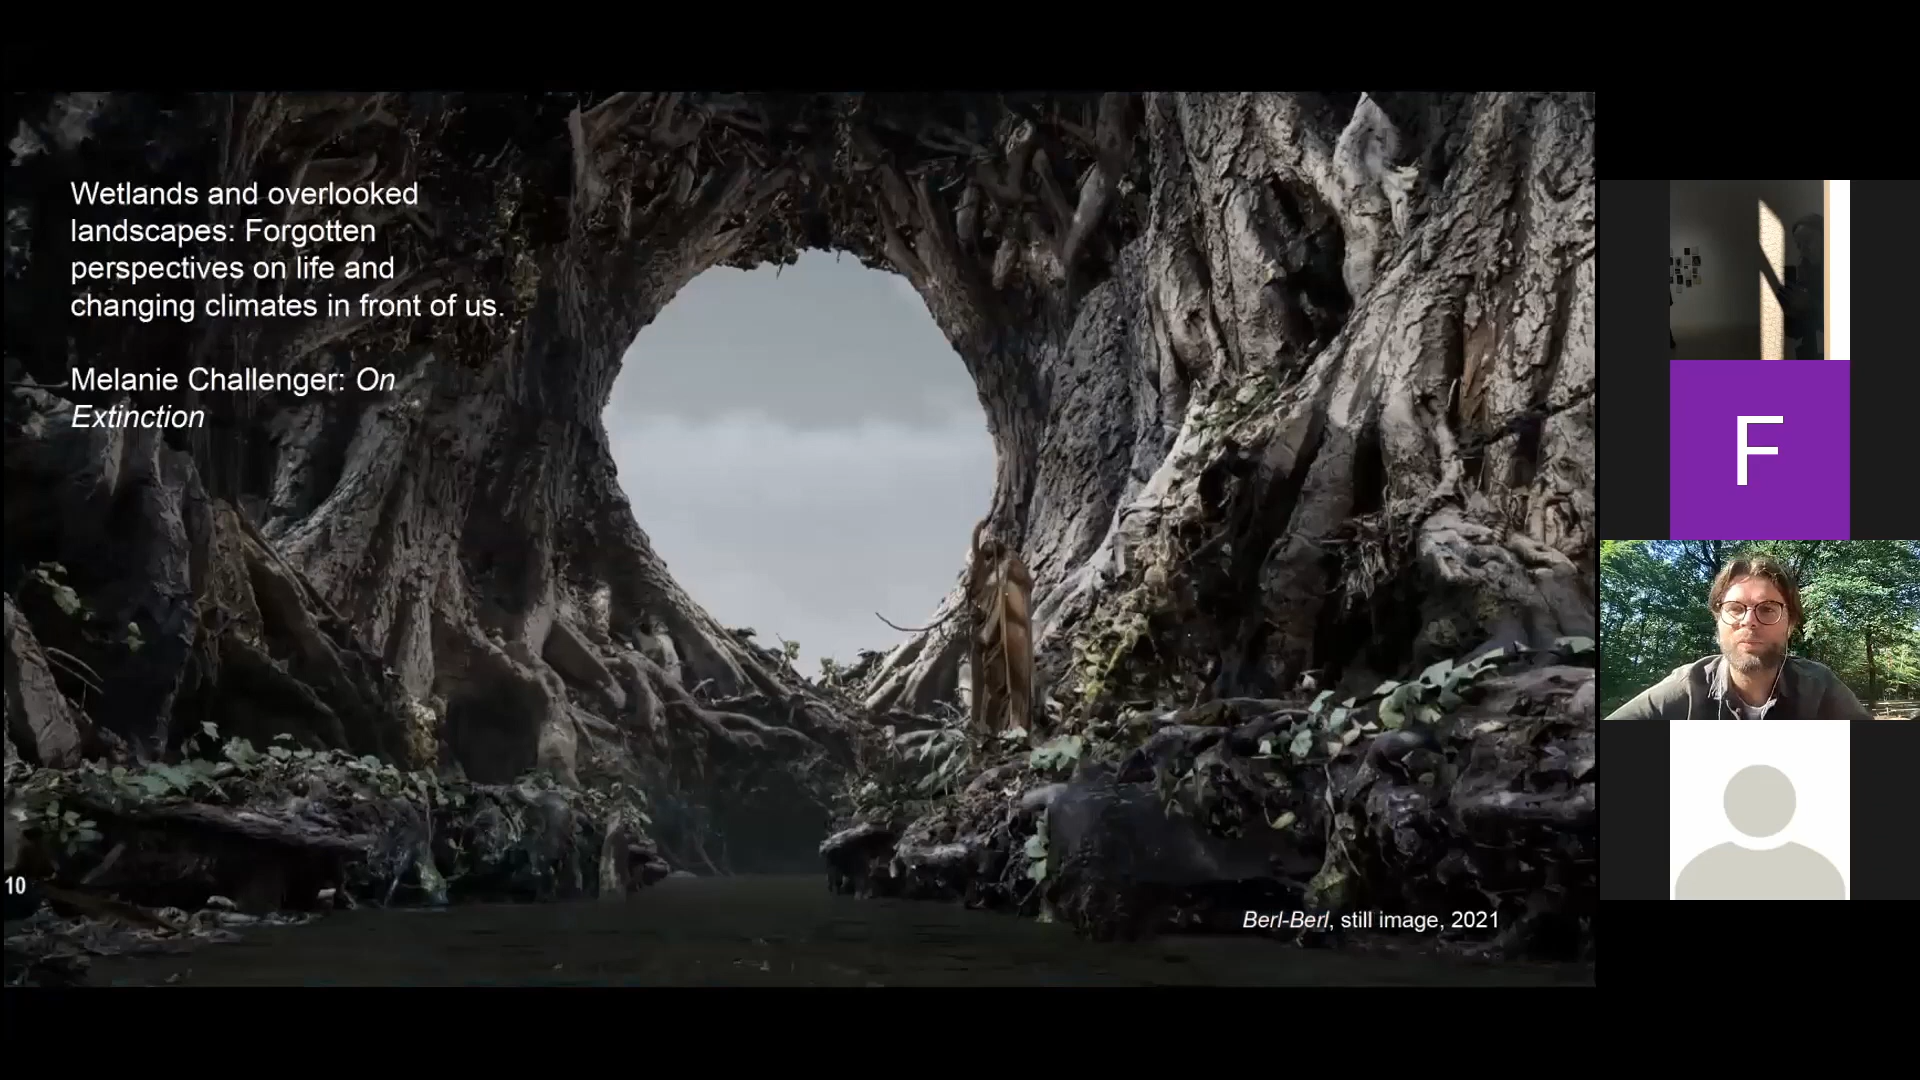 Wetlands and overlooked
landscapes: Forgotten
perspectives on life and
changing climates in front of us.
Melanie Challenger: On
Extinction
10
Berl-Berl, still image, 2021
F